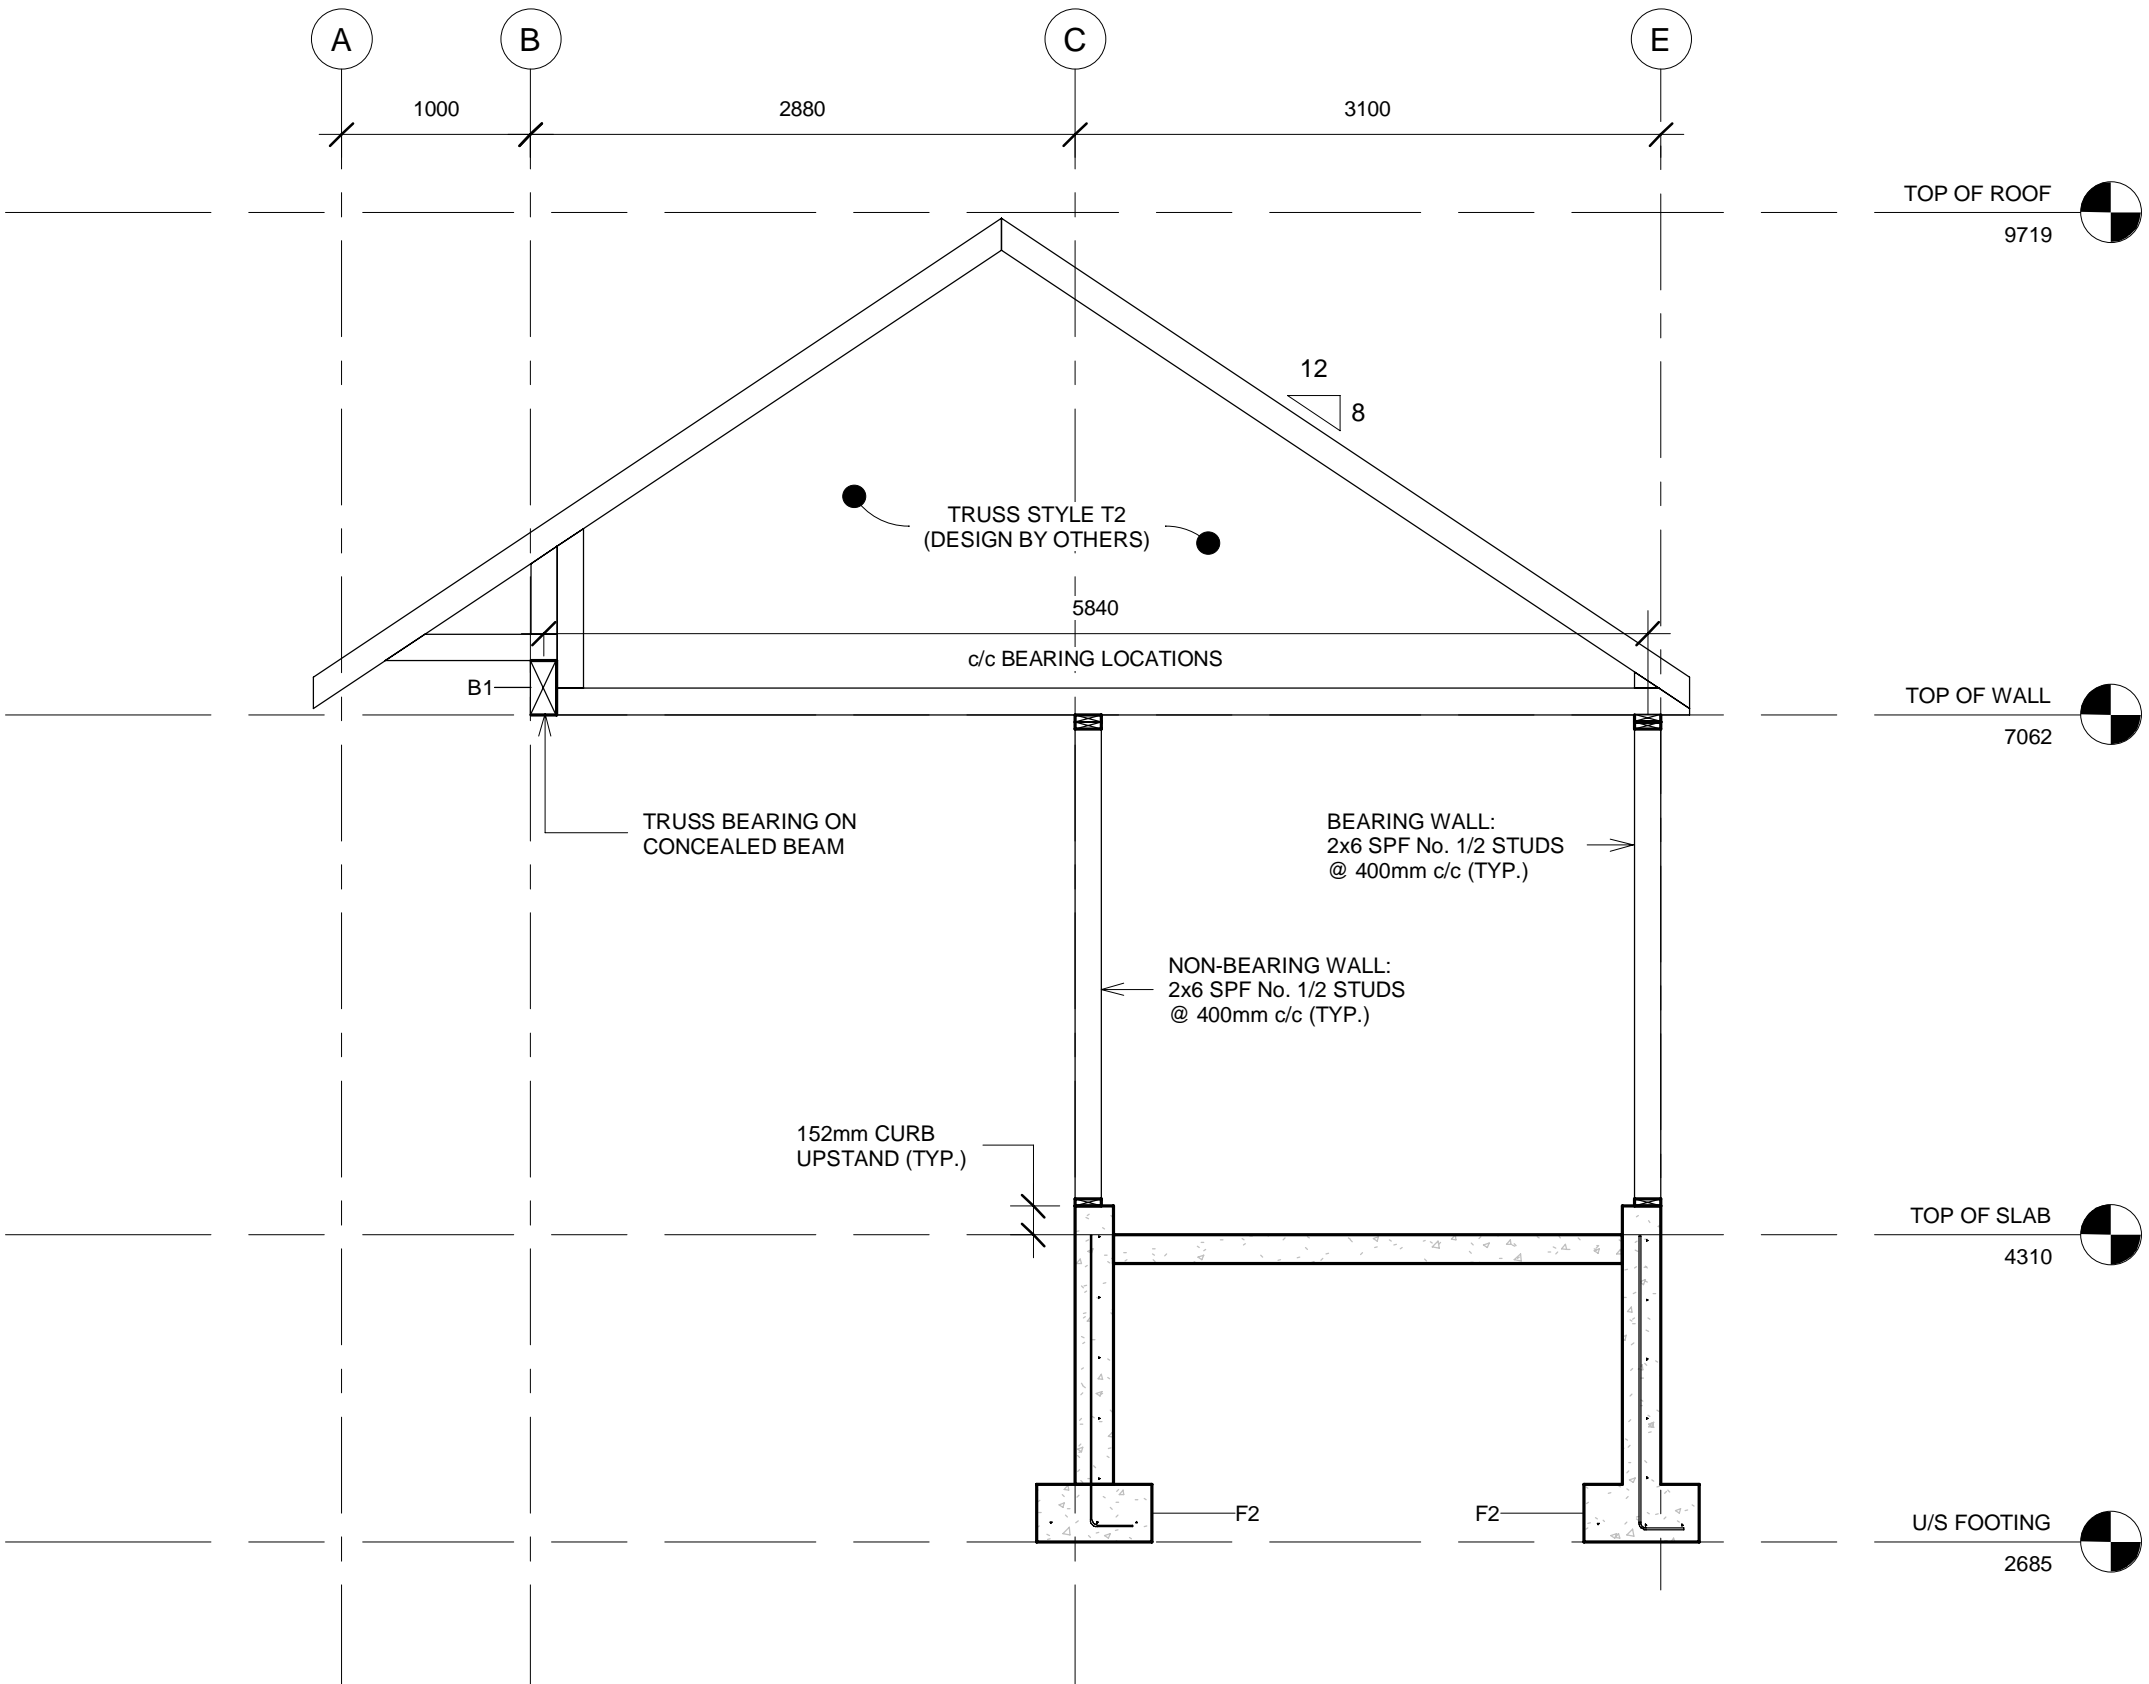 A
B
C
E
1000
2880
3100
TOP OF ROOF
9719
12
8
TRUSS STYLE T2
(DESIGN BY OTHERS)
5840
c/c BEARING LOCATIONS
B1
TOP OF WALL
7062
TRUSS BEARING ON
CONCEALED BEAM
BEARING WALL:
2x6 SPF No. 1/2 STUDS
@ 400mm c/c (TYP.)
NON-BEARING WALL:
2x6 SPF No. 1/2 STUDS
@ 400mm c/c (TYP.)
152mm CURB
UPSTAND (TYP.)
TOP OF SLAB
4310
F2
F2
U/S FOOTING
2685